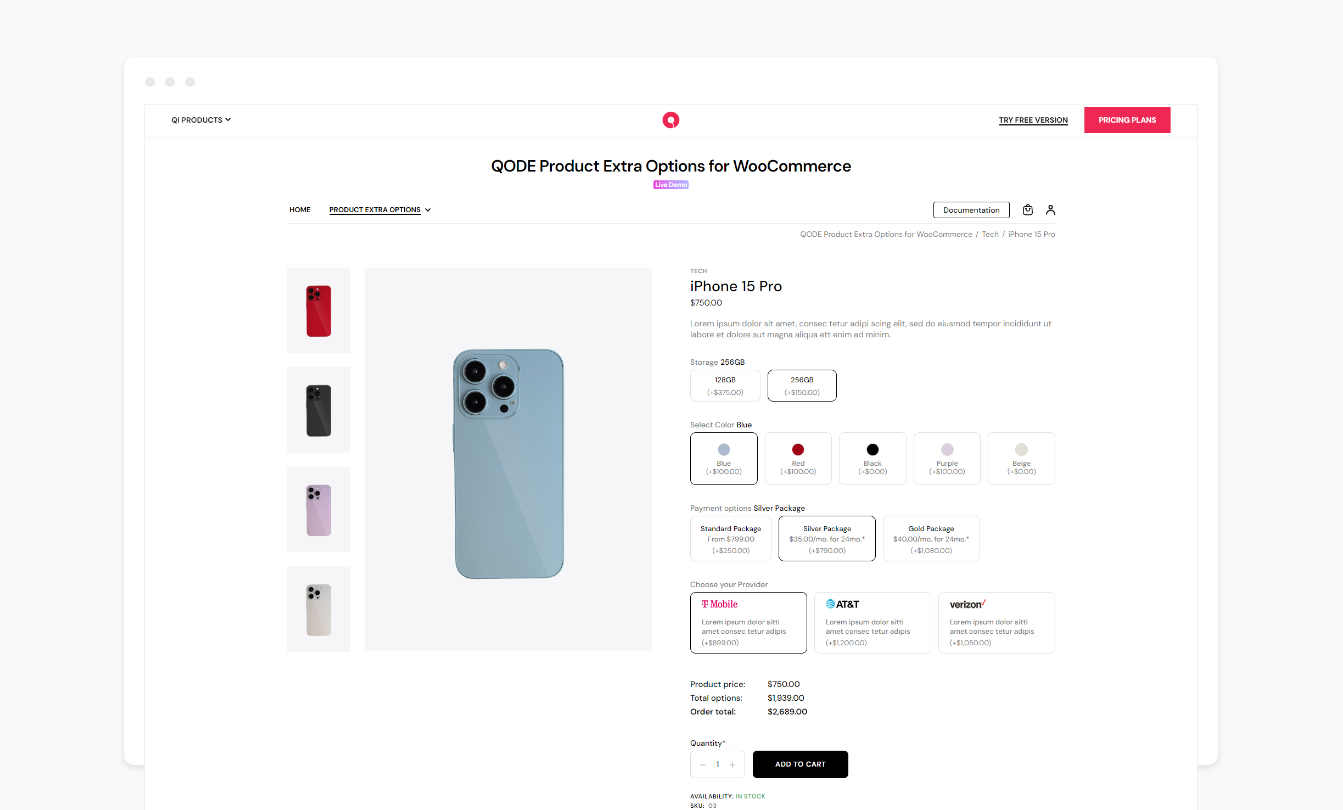 QI PRODUCTS
TRY FREE VERSION
PRICING PLANS
QODE Product Extra Options for WooCommerce
Live Demo
HOME
PRODUCT EXTRA OPTIONS
Documentation
QODE Product Extra Options for WooCommerce / Tech / iPhone 15 Pro
TECH
iPhone 15 Pro
$750.00
Lorem ipsum dolor sit amet, consec tetur adipi scing elit, sed do eiusmod tempor incididunt ut
labore et dolore sut magna aliqua ett enim ad minim.
Storage 256GB
128GB
(+$375.00)
256GB
(+$150.00)
Select Color Blue
Blue
(+$100.00)
Red
(+$100.00)
Black
(+$0.00)
Purple
(+$100.00)
Beige
(+$0.00)
Payment options Silver Package
Standard Package
From $799.00
(+$250.00)
Silver Package
$35.00/mo. for 24mo.*
(+$790.00)
Gold Package
$40.00/mo. for 24mo.*
(+$1,080.00)
Choose your Provider
T Mobile
Lorem ipsum dolor sitti
amet consec tetur adipis
(+$899.00)
AT&T
Lorem ipsum dolor sitti
amet consec tetur adipis
(+$1,200.00)
verizon
Lorem ipsum dolor sitti
amet consec tetur adipis
(+$1,050.00)
Product price: $750.00
Total options: $1,939.00
Order total: $2,689.00
Quantity*
− 1 +
ADD TO CART
AVAILABILITY: IN STOCK
SKU: 03